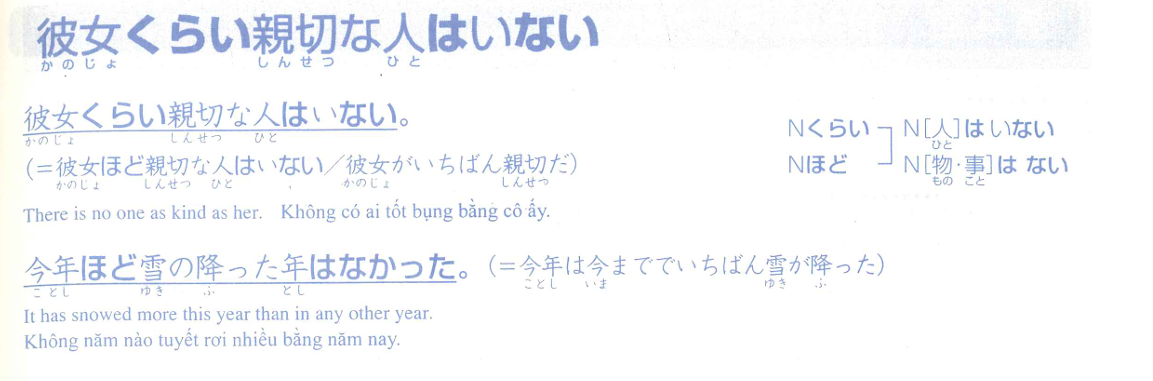 彼女くらい親切な人はいない
かのじょ しんせつ ひと
彼女くらい親切な人はいない。
かのじょ しんせつ ひと
(=彼女ほど親切な人はいない/彼女がいちばん親切だ)
かのじょ しんせつ ひと かのじょ しんせつ
There is no one as kind as her. Không có ai tốt bụng bằng cô ấy.
Nくらい N[人]は いない
ひと
Nほど N[物・事]は ない
もの ごと
今年ほど雪の降った年はなかった。(=今年は今まででいちばん雪が降った)
ことし ゆき ふ とし ことし いま ゆき ふ
It has snowed more this year than in any other year.
Không năm nào tuyết rơi nhiều bằng năm nay.